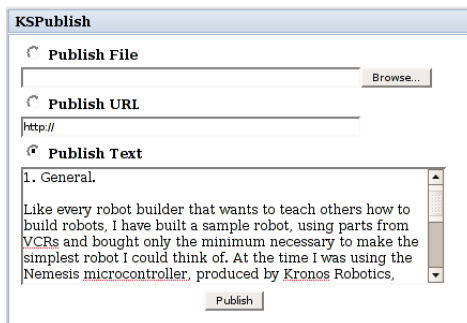 KSPublish
Publish File
Browse...
Publish URL
http://
Publish Text
1. General.
Like every robot builder that wants to teach others how to
build robots, I have built a sample robot, using parts from
VCRs and bought only the minimum necessary to make the
simplest robot I could think of. At the time I was using the
Nemesis microcontroller, produced by Kronos Robotics,
Publish